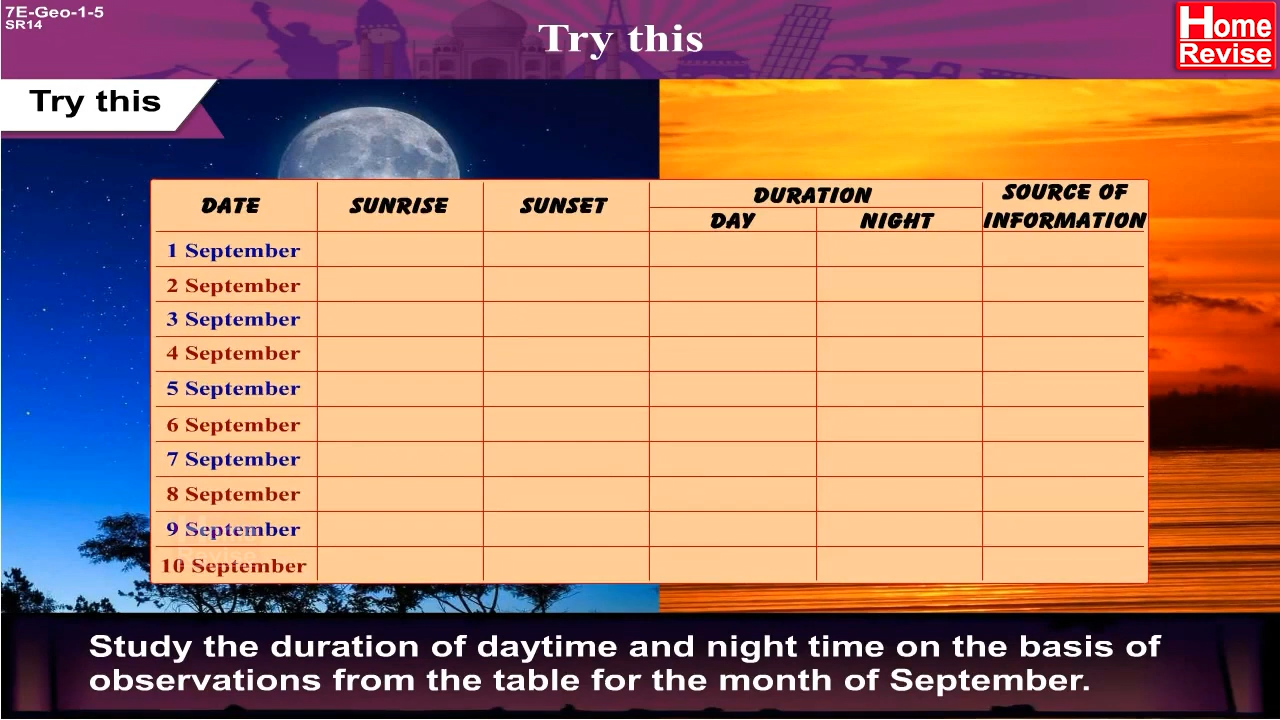 7E-Geo-1-5
SR14
Try this
Home
Revise
Try this
DATE SUNRISE SUNSET DURATION SOURCE OF
DAY NIGHT INFORMATION
1 September
2 September
3 September
4 September
5 September
6 September
7 September
8 September
9 September
10 September
Home
Revise
Study the duration of daytime and night time on the basis of
observations from the table for the month of September.